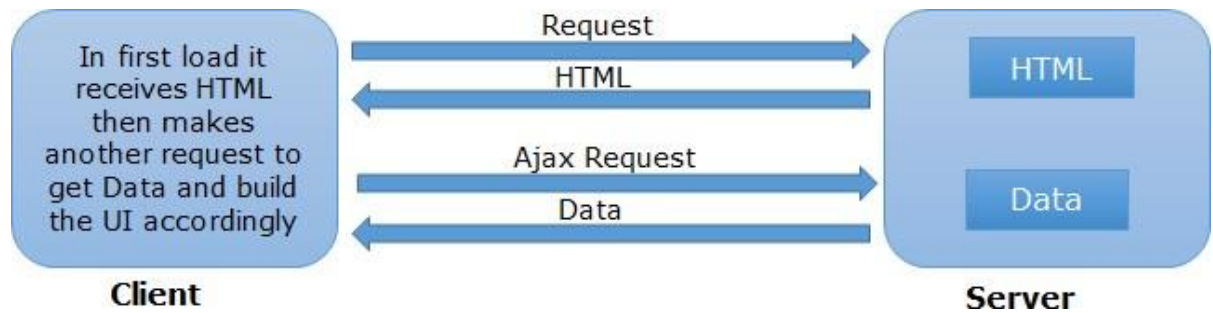 In first load it
receives HTML
then makes
another request to
get Data and build
the UI accordingly
Client
Request
HTML
Ajax Request
Data
HTML
Data
Server